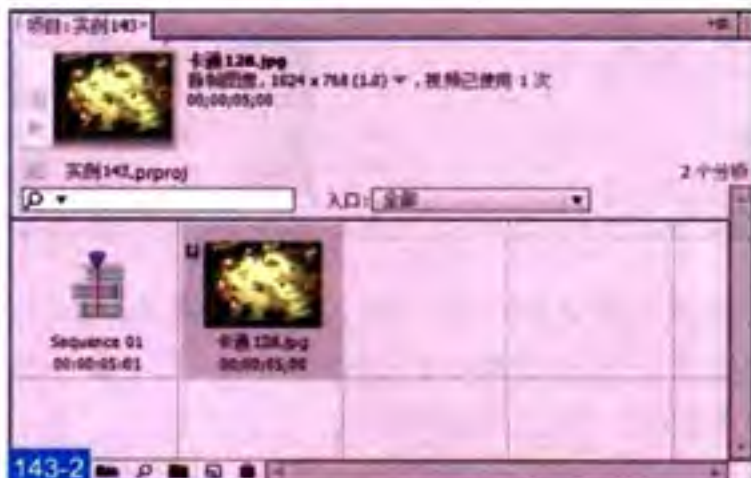 项目:实例143
卡通128.jpg
静帧图像, 1024 x 768 (1.0) , 视频已使用 1 次
00;00;05;00
实例143.prproj
2 个分项
入口: 全部
Sequence 01
00:00:05:01
卡通 128.jpg
00;00;05;00
143-2